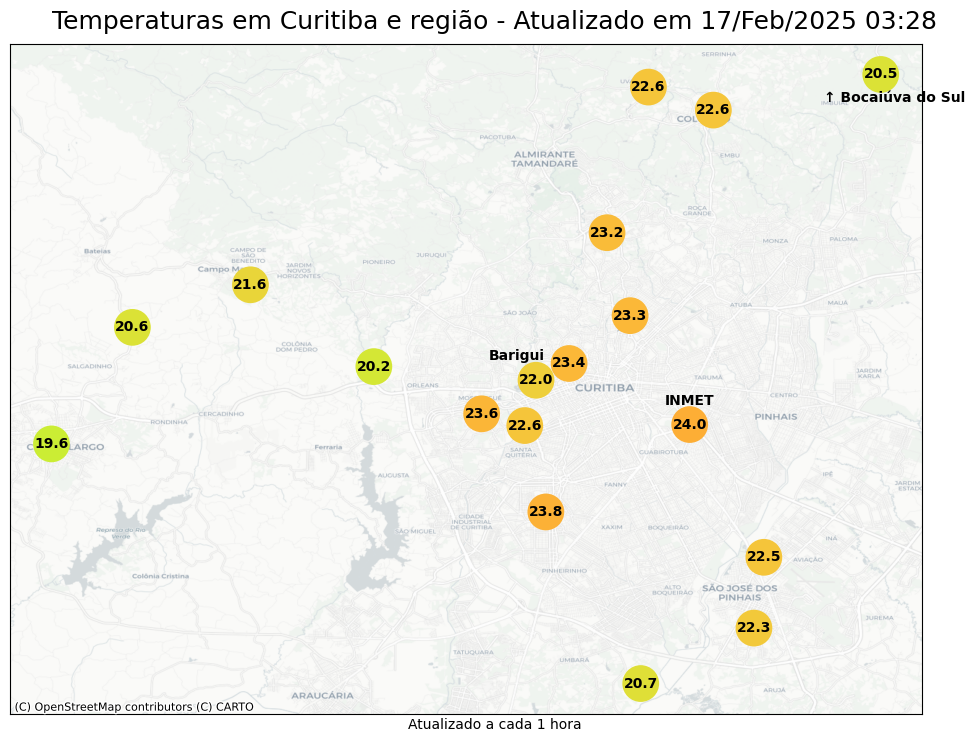 Temperaturas em Curitiba e região - Atualizado em 17/Feb/2025 03:28
SERRINHA
20.5
22.6
↑ Bocaiúva do Sul
22.6
PACOTUBA
ALMIRANTE
TAMANDARÉ
EMBU
ROÇA
GRANDE
23.2
MONZA
PALOMA
Bateias
CAMPO DE
SÃO
BENEDITO
JURUQUI
PIONEIRO
Campo M
JARDIM
NOVOS
HORIZONTES
21.6
MAUÁ
ATUBA
SÃO JOÃO
23.3
20.6
COLÔNIA
DOM PEDRO
Barigui
23.4
SALGADINHO
20.2
22.0
TARUMÃ
JARDIM
KARLA
ORLEANS
CURITIBA
CENTRO
INMET
CERCADINHO
23.6
PINHAIS
RONDINHA
22.6
24.0
19.6
LARGO
Ferraria
SANTA
QUITÉRIA
CAJURU
GUABIROTUBA
AUGUSTA
IPÊ
FANNY
JARDIM
ESTAD
23.8
CIDADE
INDUSTRIAL
DE CURITIBA
SÃO MIGUEL
XAXIM
BOQUEIRÃO
Represa do Rio
Verde
INÁ
22.5
AVIAÇÃO
Colônia Cristina
PINHEIRINHO
ALTO
BOQUEIRÃO
SÃO JOSÉ DOS
PINHAIS
JUREMA
22.3
TATUQUARA
UMBARÁ
20.7
ARAUCÁRIA
ARUJÁ
(C) OpenStreetMap contributors (C) CARTO
Atualizado a cada 1 hora